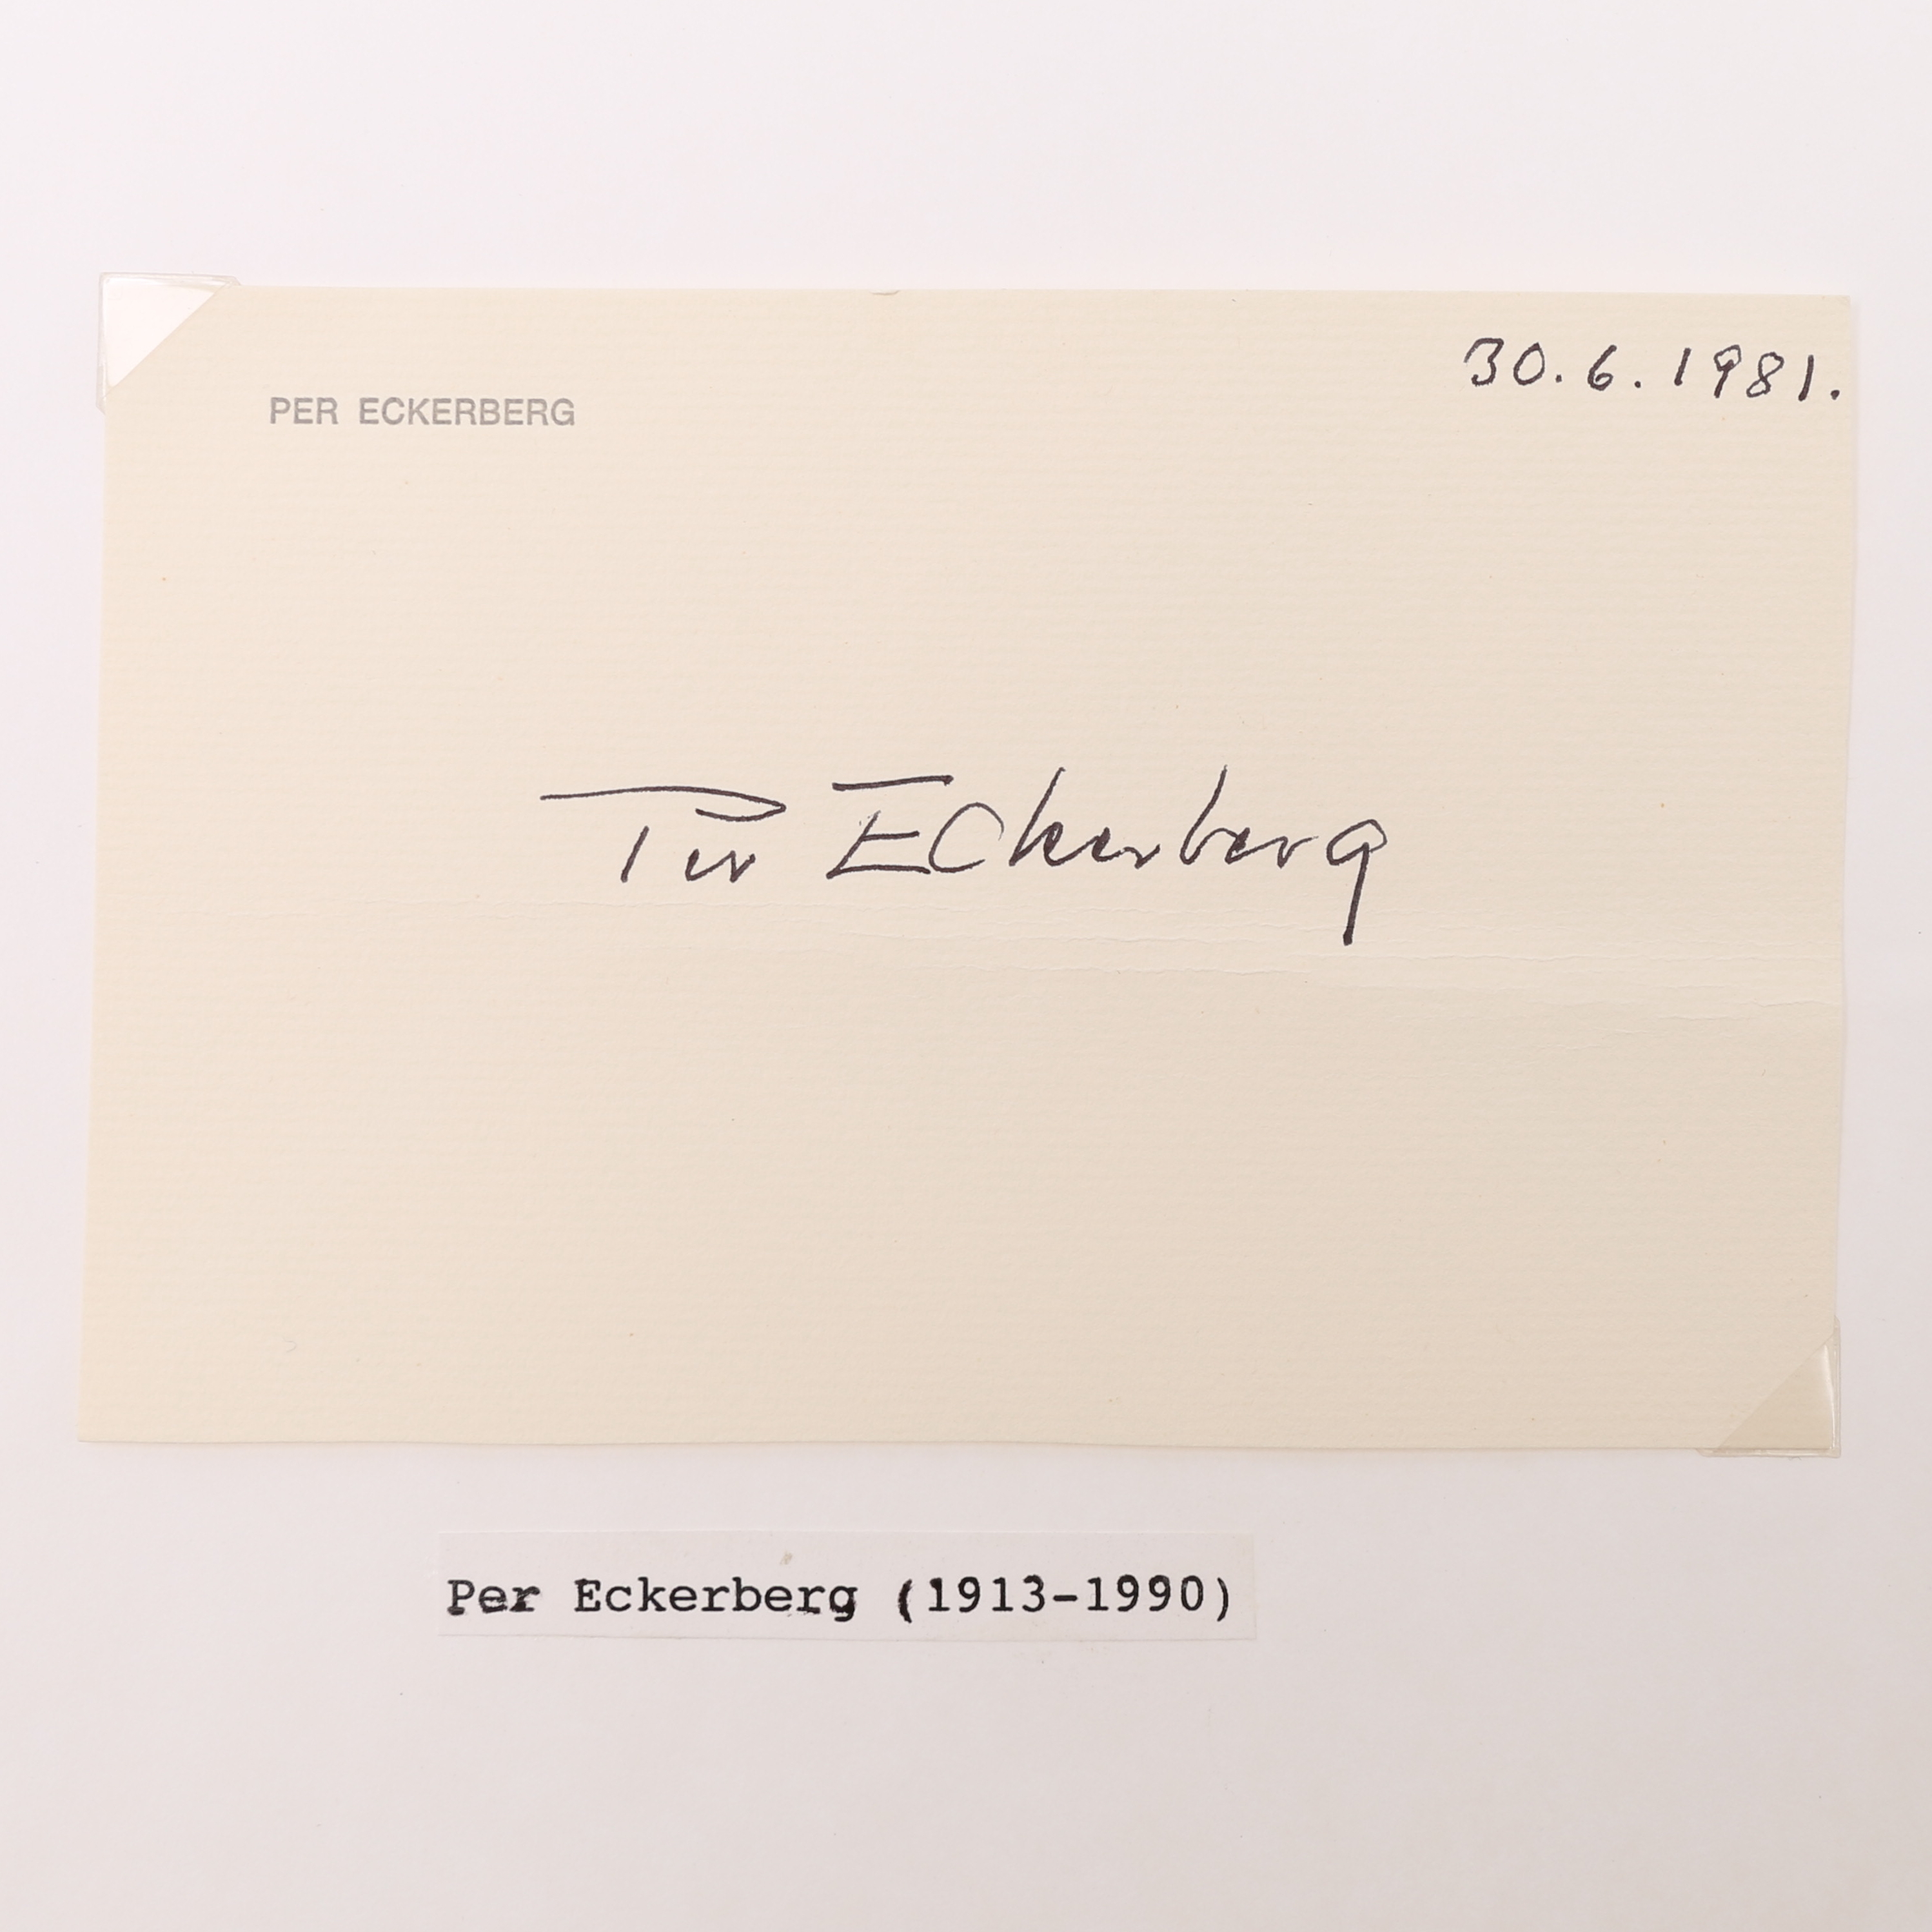 30.6.1981.
PER ECKERBERG
Per Eckerberg
Per Eckerberg (1913-1990)